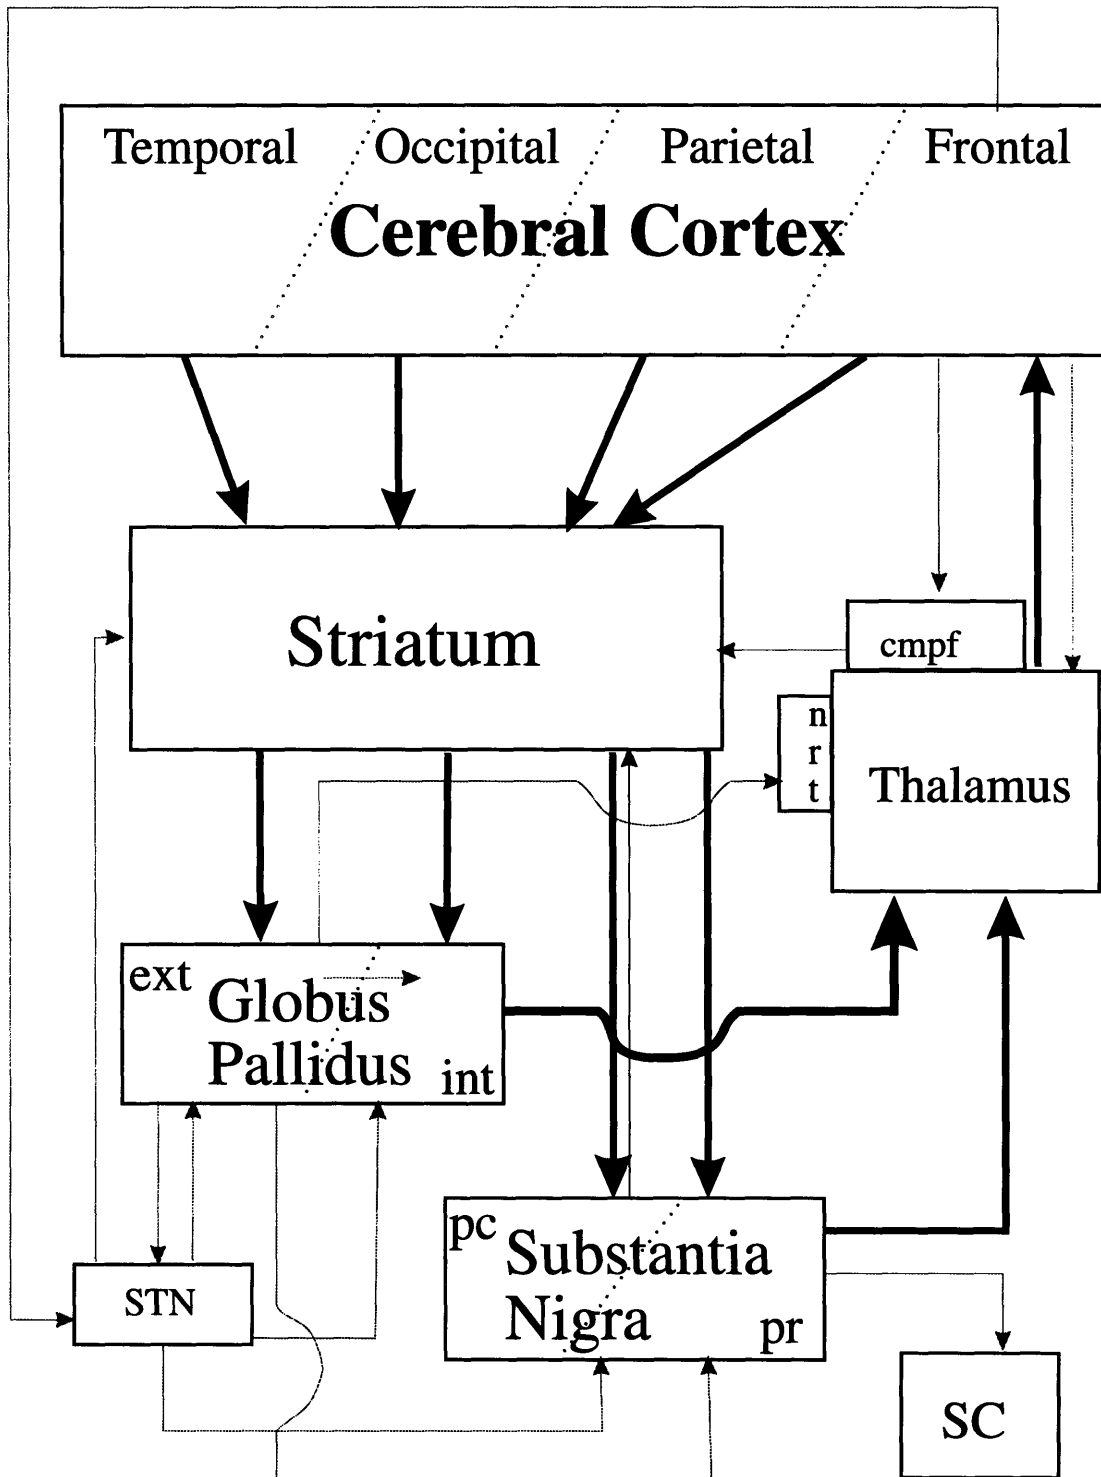 Temporal Occipital Parietal Frontal
Cerebral Cortex
Striatum
cmpf
n
r
t
Thalamus
ext
Globus
Pallidus
int
pc
Substantia
Nigra
pr
STN
SC